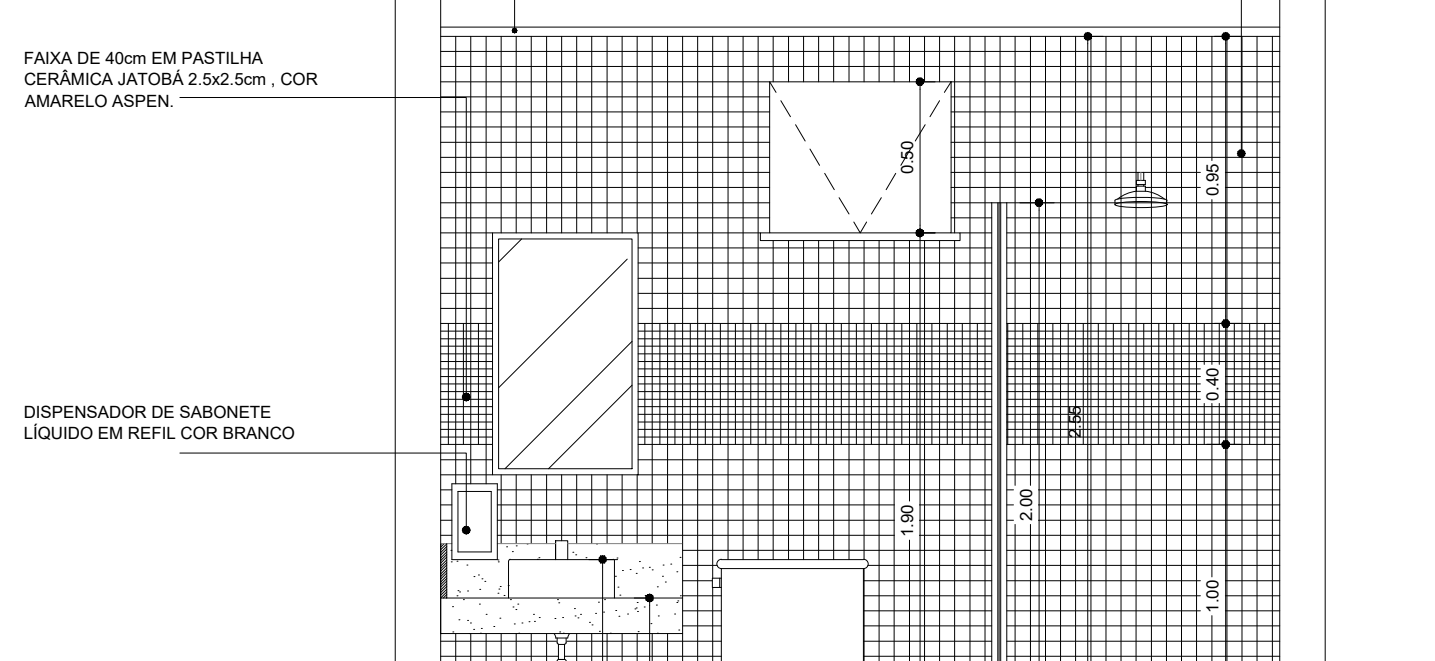 FAIXA DE 40cm EM PASTILHA
CERÂMICA JATOBÁ 2.5x2.5cm , COR
AMARELO ASPEN.
0.50
0.95
0.40
2.55
DISPENSADOR DE SABONETE
LÍQUIDO EM REFIL COR BRANCO
1.90
2.00
1.00